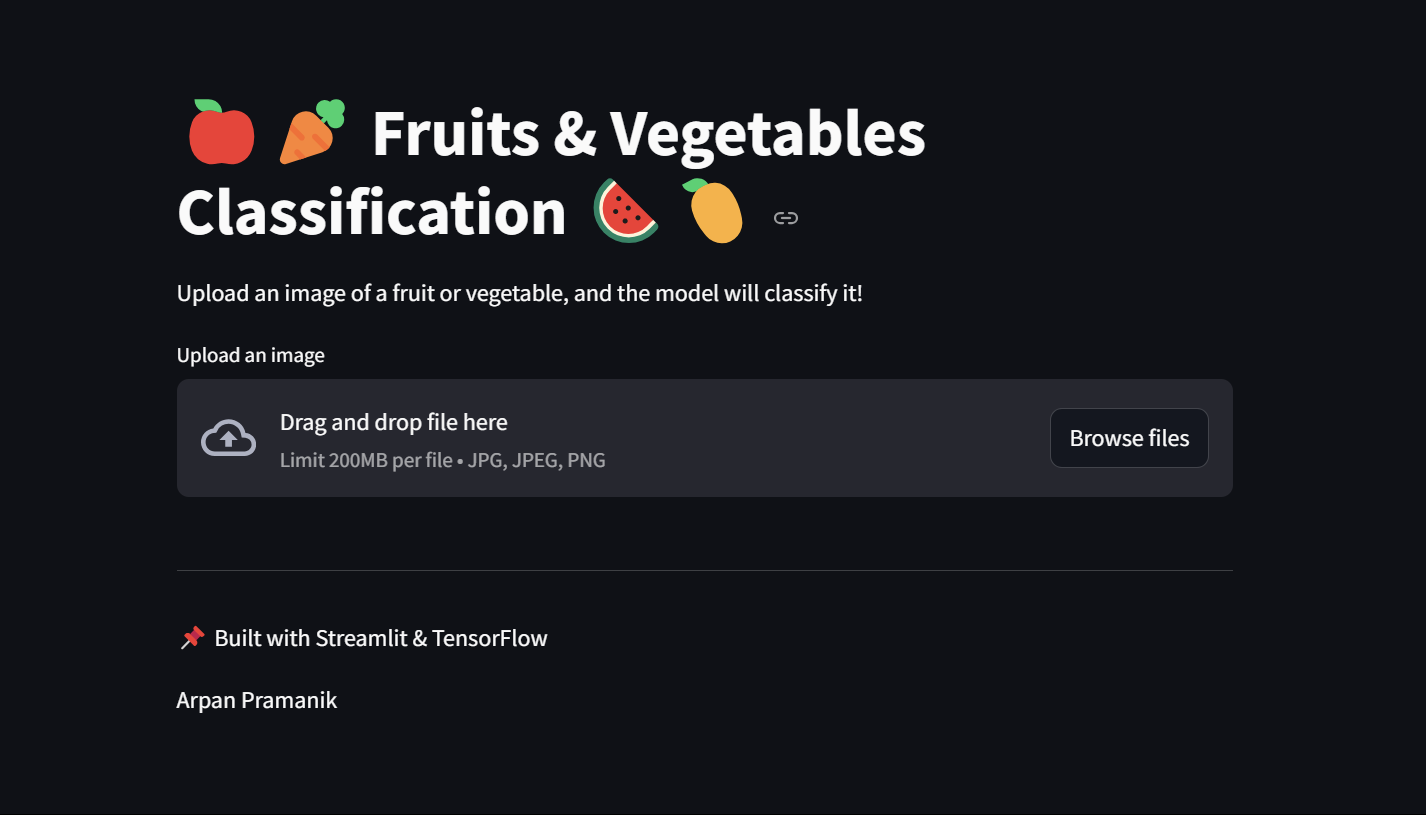 🍎🥕 Fruits & Vegetables
Classification 🍉🥭
Upload an image of a fruit or vegetable, and the model will classify it!
Upload an image
Drag and drop file here
Limit 200MB per file • JPG, JPEG, PNG
Browse files
📌 Built with Streamlit & TensorFlow
Arpan Pramanik